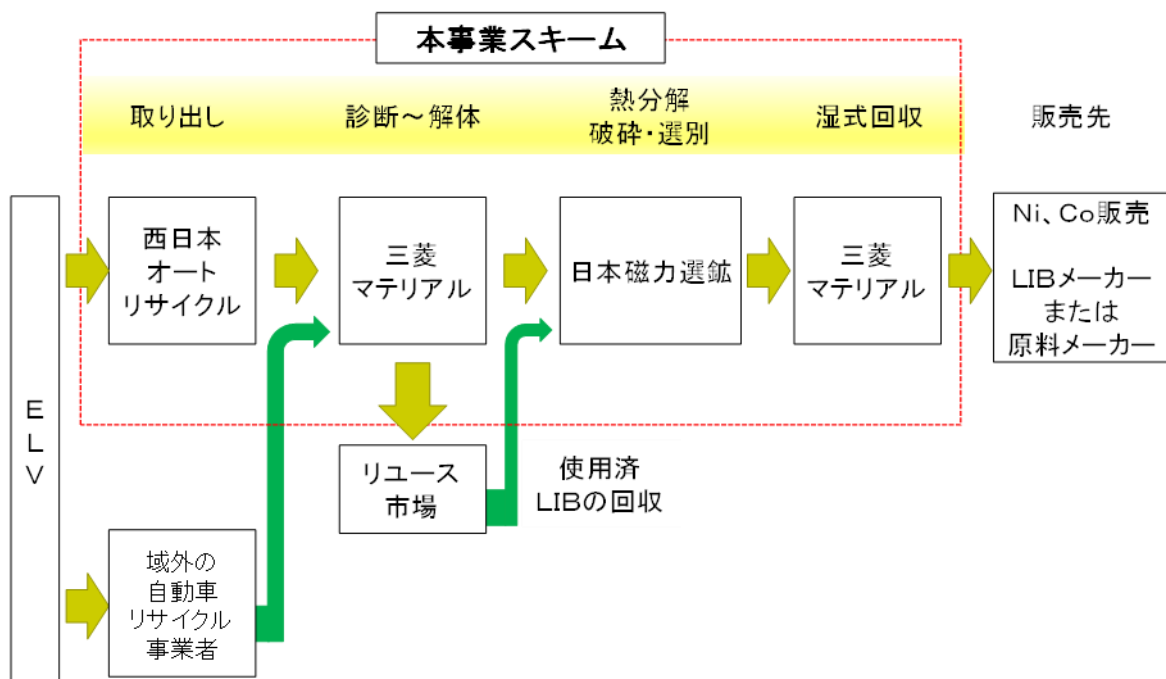 本事業スキーム
取り出し
診断～解体
熱分解
破砕・選別
湿式回収
販売先
ＥＬＶ
西日本
オート
リサイクル
三菱
マテリアル
日本磁力選鉱
三菱
マテリアル
Ｎｉ、Ｃｏ販売
ＬＩＢメーカー
または
原料メーカー
リユース
市場
使用済
ＬＩＢの回収
域外の
自動車
リサイクル
事業者